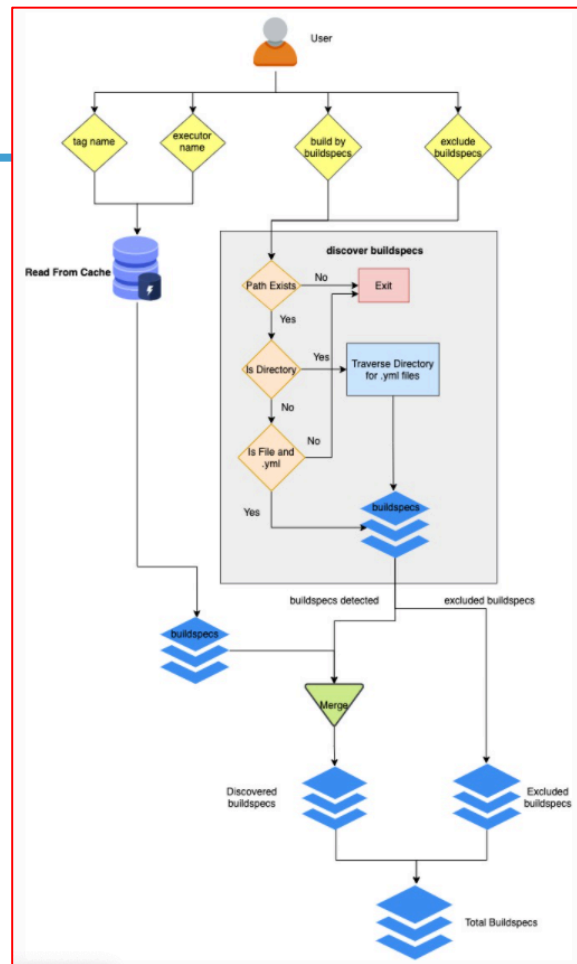 User
tag name
executor
name
build by
buildspecs
exclude
buildspecs
Read From Cache
discover buildspecs
Path Exists
No
Exit
Yes
Is Directory
Yes
Traverse Directory
for .yml files
No
Is File and
.yml
No
Yes
buildspecs
buildspecs detected
excluded buildspecs
buildspecs
Merge
Discovered
buildspecs
Excluded
buildspecs
Total Buildspecs